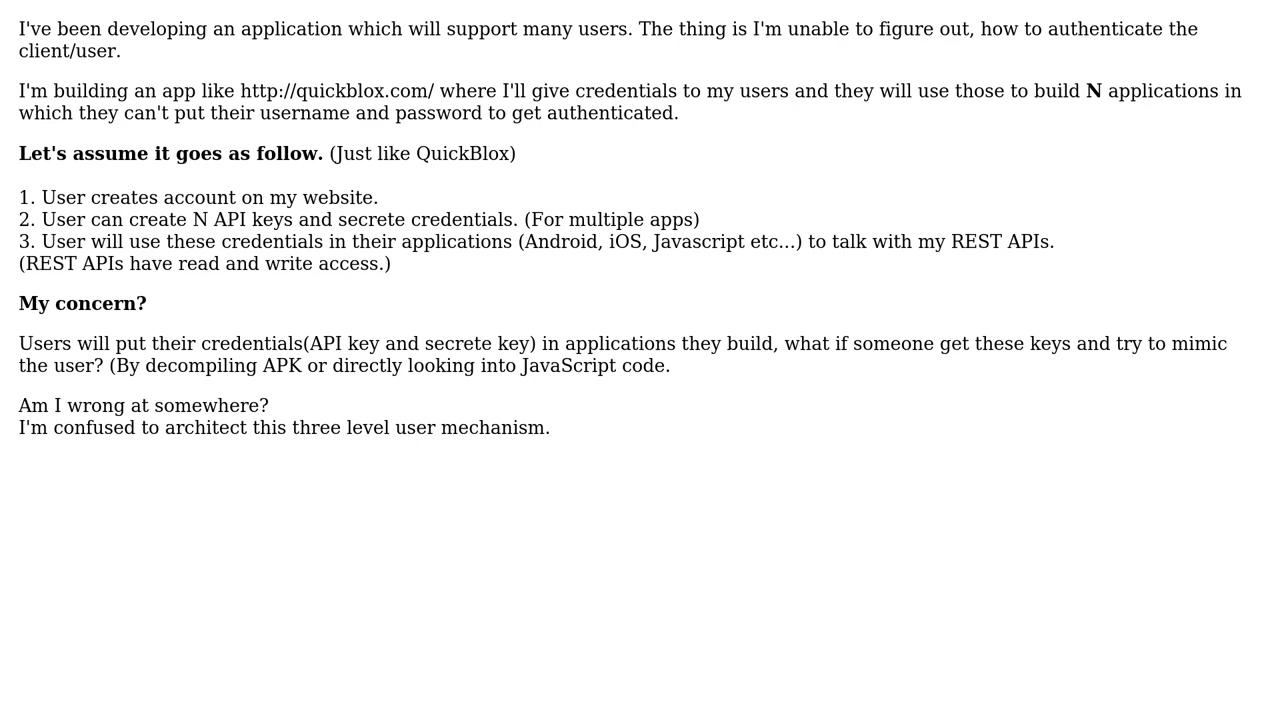 I've been developing an application which will support many users. The thing is I'm unable to figure out, how to authenticate the
client/user.
I'm building an app like http://quickblox.com/ where I'll give credentials to my users and they will use those to build N applications in
which they can't put their username and password to get authenticated.
Let's assume it goes as follow. (Just like QuickBlox)
1. User creates account on my website.
2. User can create N API keys and secrete credentials. (For multiple apps)
3. User will use these credentials in their applications (Android, iOS, Javascript etc...) to talk with my REST APIs.
(REST APIs have read and write access.)
My concern?
Users will put their credentials(API key and secrete key) in applications they build, what if someone get these keys and try to mimic
the user? (By decompiling APK or directly looking into JavaScript code.
Am I wrong at somewhere?
I'm confused to architect this three level user mechanism.